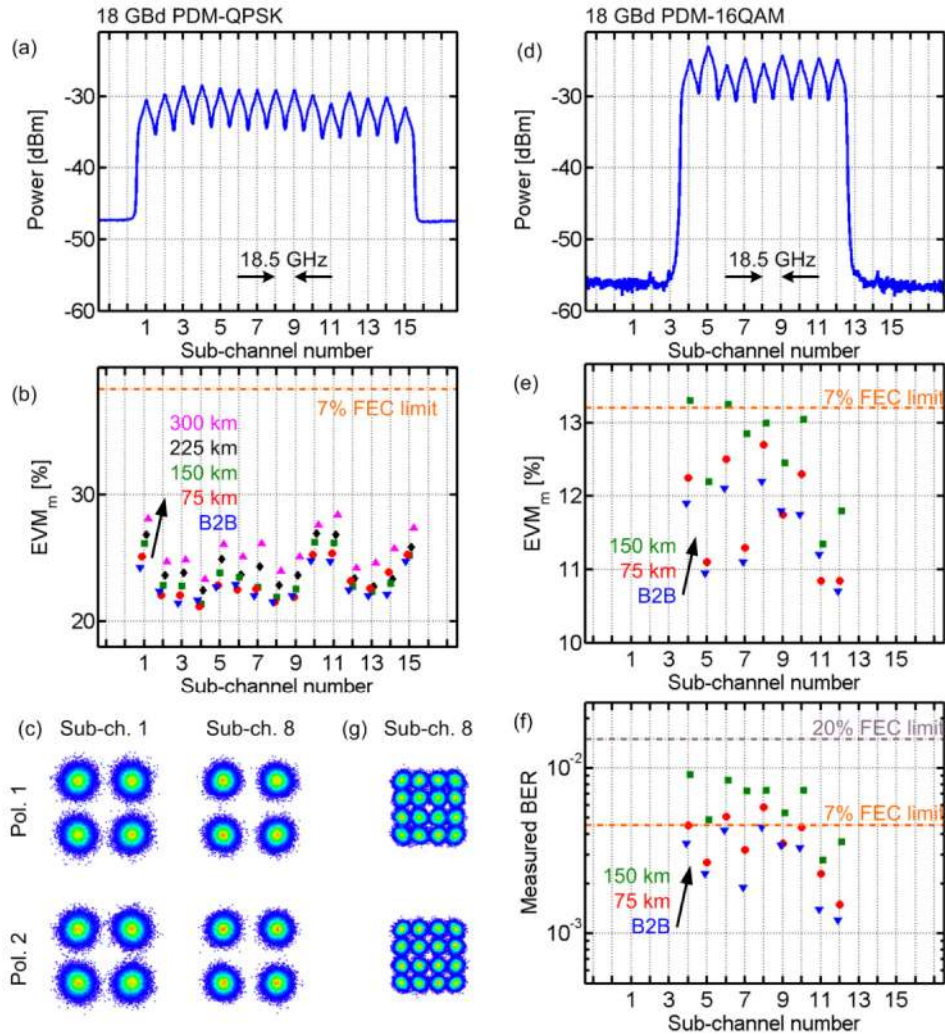 18 GBd PDM-QPSK
(a)
Power [dBm]
-30
-40
-50
-60
18.5 GHz
1 3 5 7 9 11 13 15
Sub-channel number
(b)
EVMm [%]
38
30
22
7% FEC limit
300 km
225 km
150 km
75 km
B2B
1 3 5 7 9 11 13 15
Sub-channel number
(c)
Sub-ch. 1
Sub-ch. 8
Pol. 1
Pol. 2
(g)
Sub-ch. 8
18 GBd PDM-16QAM
(d)
Power [dBm]
-30
-40
-50
-60
18.5 GHz
1 3 5 7 9 11 13 15
Sub-channel number
(e)
EVMm [%]
13
12
11
10
7% FEC limit
150 km
75 km
B2B
1 3 5 7 9 11 13 15
Sub-channel number
(f)
Measured BER
10-2
10-3
20% FEC limit
7% FEC limit
150 km
75 km
B2B
1 3 5 7 9 11 13 15
Sub-channel number